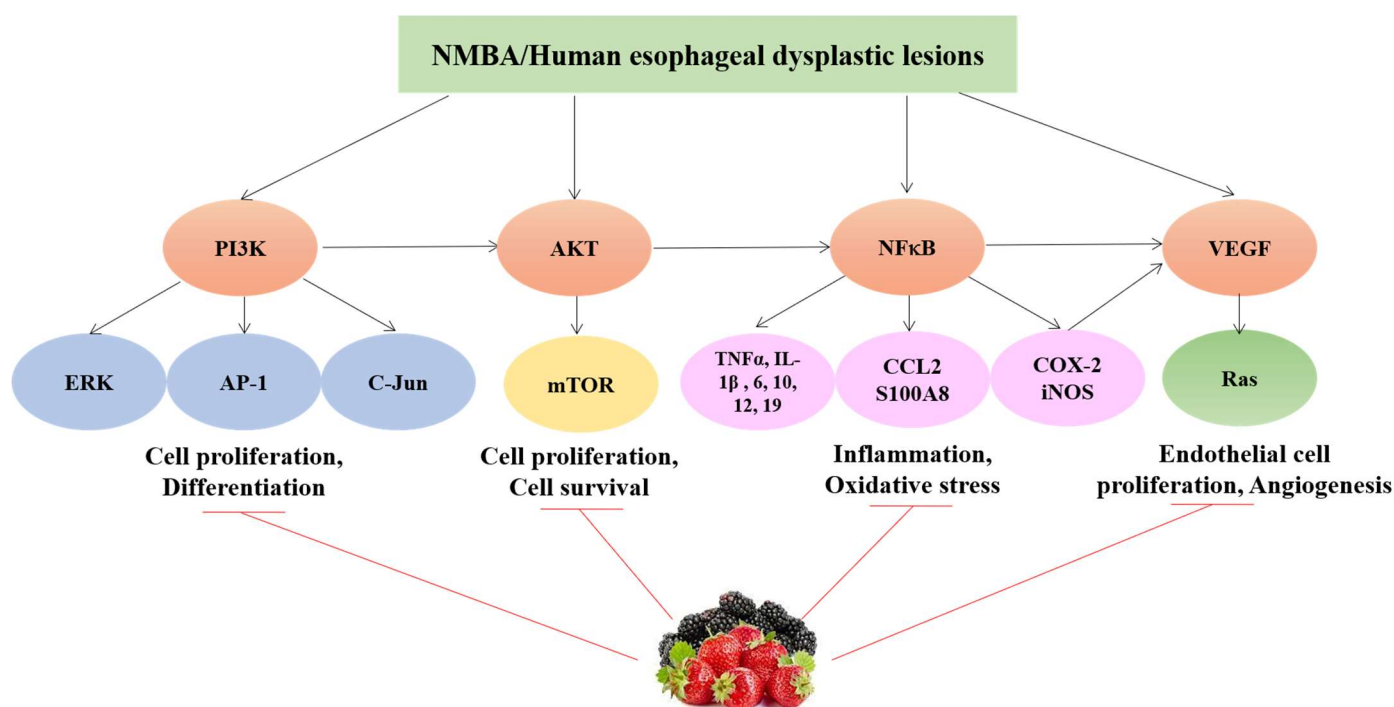 NMBA/Human esophageal dysplastic lesions
PI3K
AKT
NFκB
VEGF
ERK
AP-1
C-Jun
mTOR
TNFα, IL-
1β , 6, 10,
12, 19
CCL2
S100A8
COX-2
iNOS
Ras
Cell proliferation,
Differentiation
Cell proliferation,
Cell survival
Inflammation,
Oxidative stress
Endothelial cell
proliferation, Angiogenesis